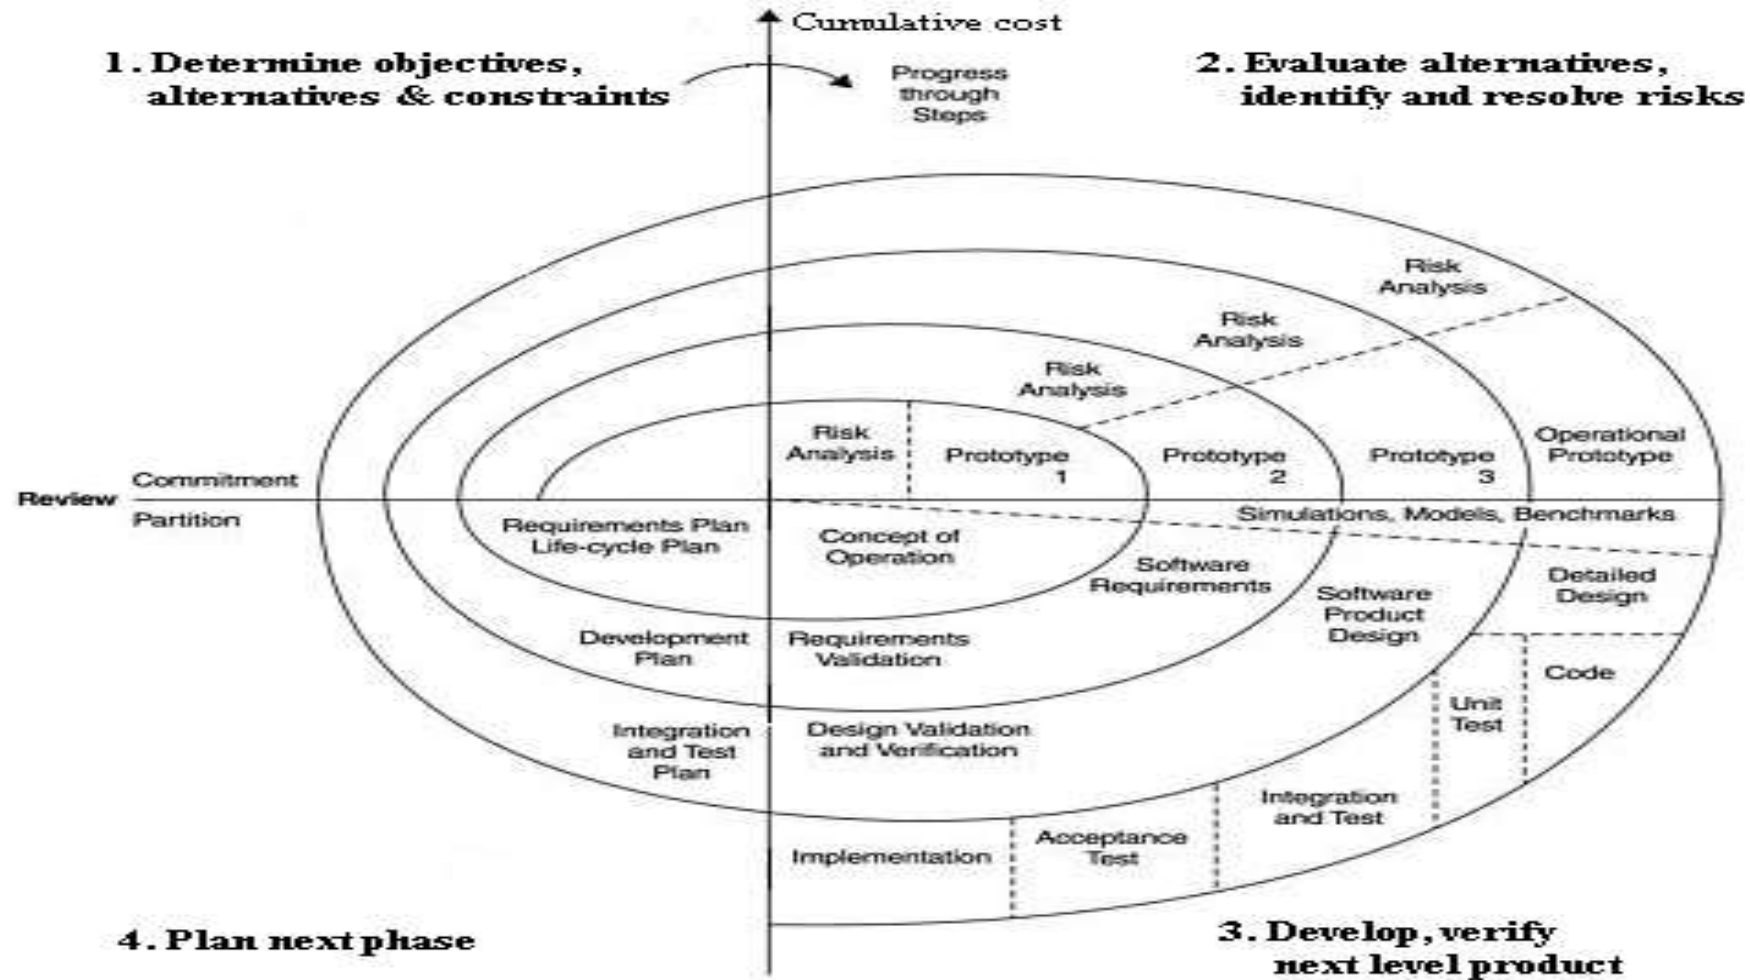 Cumulative cost
1. Determine objectives,
alternatives & constraints
Progress
through
Steps
2. Evaluate alternatives,
identify and resolve risks
Risk
Analysis
Risk
Analysis
Risk
Analysis
Risk
Analysis
Prototype
1
Prototype
2
Prototype
3
Operational
Prototype
Review
Commitment
Partition
Requirements Plan
Life-cycle Plan
Concept of
Operation
Simulations, Models, Benchmarks
Software
Requirements
Software
Product
Design
Detailed
Design
Development
Plan
Requirements
Validation
Code
Unit
Test
Integration
and Test
Plan
Design Validation
and Verification
Integration
and Test
Acceptance
Test
Implementation
4. Plan next phase
3. Develop, verify
next level product